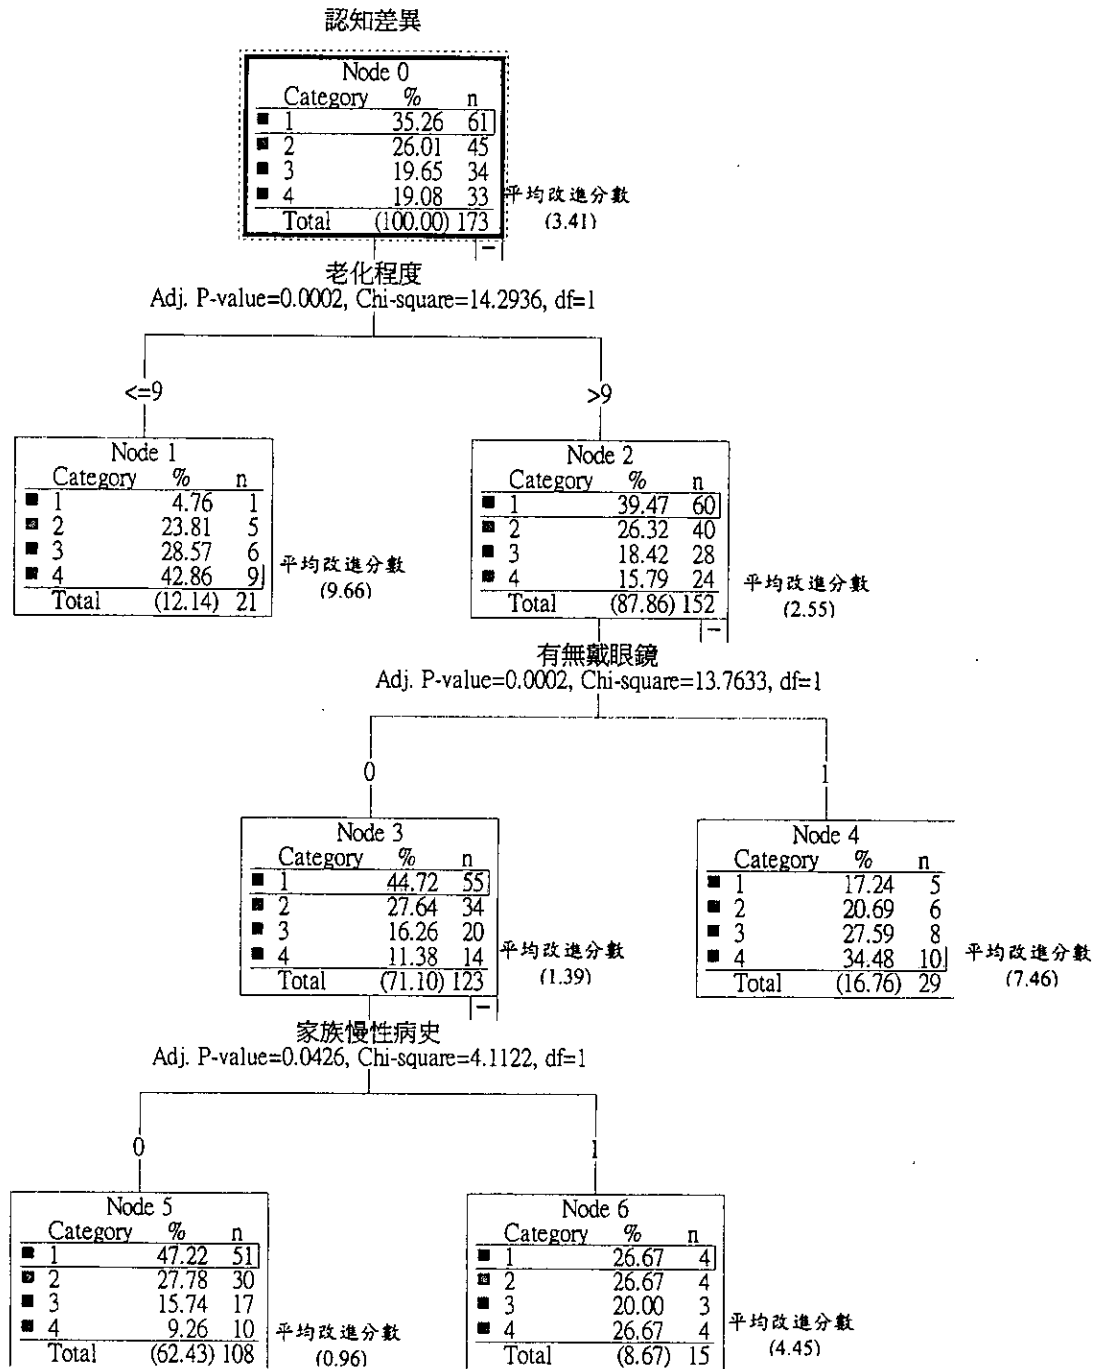 認知差異
Node 0
Category % n
1 35.26 61
2 26.01 45
3 19.65 34
4 19.08 33
Total (100.00) 173
平均改進分數
(3.41)
老化程度
Adj. P-value=0.0002, Chi-square=14.2936, df=1
<=9
>9
Node 1
Category % n
1 4.76 1
2 23.81 5
3 28.57 6
4 42.86 9
Total (12.14) 21
平均改進分數
(9.66)
Node 2
Category % n
1 39.47 60
2 26.32 40
3 18.42 28
4 15.79 24
Total (87.86) 152
平均改進分數
(2.55)
有無戴眼鏡
Adj. P-value=0.0002, Chi-square=13.7633, df=1
0
1
Node 3
Category % n
1 44.72 55
2 27.64 34
3 16.26 20
4 11.38 14
Total (71.10) 123
平均改進分數
(1.39)
Node 4
Category % n
1 17.24 5
2 20.69 6
3 27.59 8
4 34.48 10
Total (16.76) 29
平均改進分數
(7.46)
家族慢性病史
Adj. P-value=0.0426, Chi-square=4.1122, df=1
0
1
Node 5
Category % n
1 47.22 51
2 27.78 30
3 15.74 17
4 9.26 10
Total (62.43) 108
平均改進分數
(0.96)
Node 6
Category % n
1 26.67 4
2 26.67 4
3 20.00 3
4 26.67 4
Total (8.67) 15
平均改進分數
(4.45)